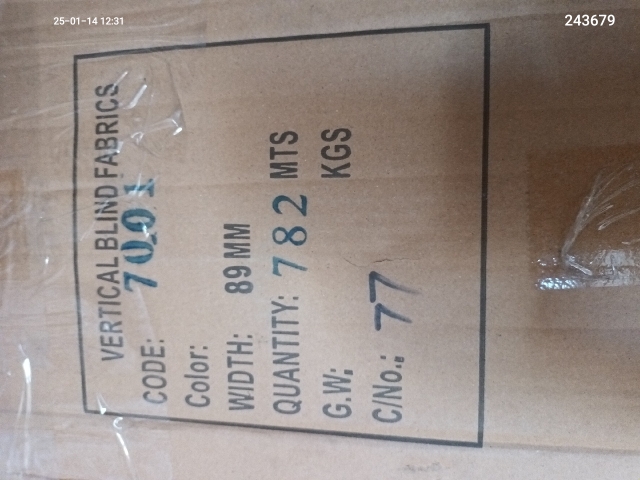 25-01-14 12:31
243679
VERTICAL BLIND FABRICS
CODE: 7001
Color:
WIDTH: 89 MM
QUANTITY: 782 MTS
G.W: KGS
C/No.: 77